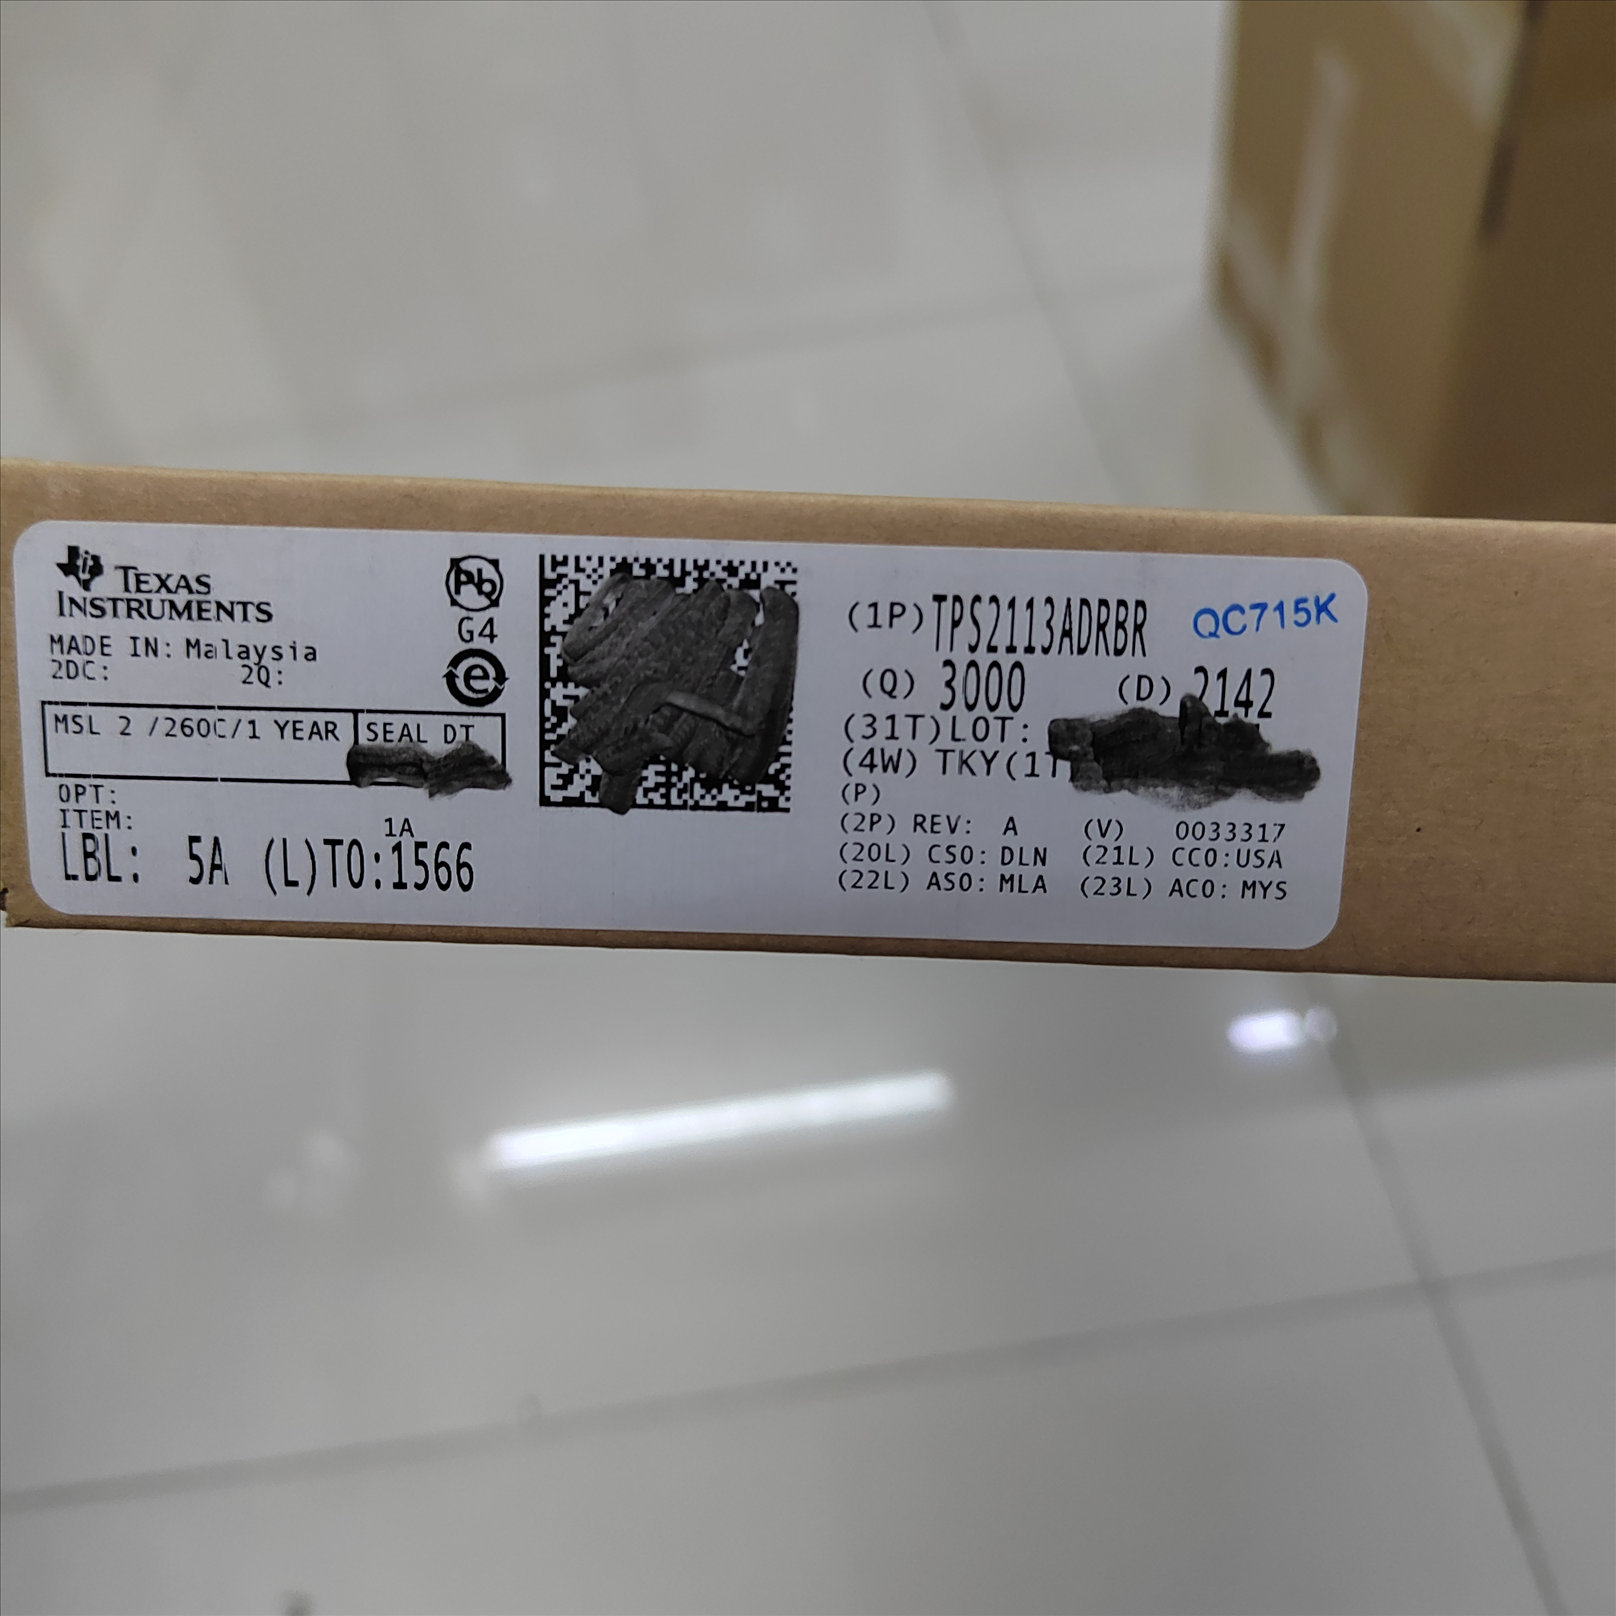 TEXAS
INSTRUMENTS
MADE IN: Malaysia
2DC: 2Q:
Pb
G4
e
MSL 2 /260C/1 YEAR SEAL DT
OPT:
ITEM:
1A
LBL: 5A (L)TO:1566
(1P)TPS2113ADRBR QC715K
(Q) 3000 (D) 2142
(31T)LOT:
(4W) TKY(1T
(P)
(2P) REV: A (V) 0033317
(20L) CSO: DLN (21L) CCO:USA
(22L) ASO: MLA (23L) ACO: MYS